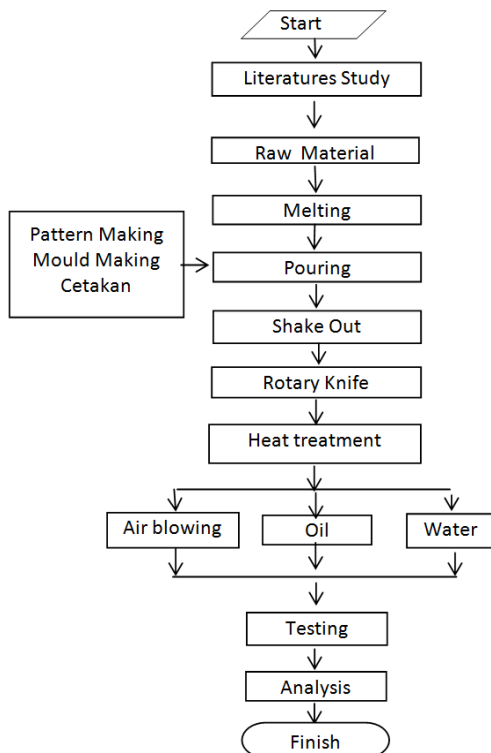 Start
Literatures Study
Raw Material
Melting
Pattern Making
Mould Making
Cetakan
Pouring
Shake Out
Rotary Knife
Heat treatment
Air blowing
Oil
Water
Testing
Analysis
Finish